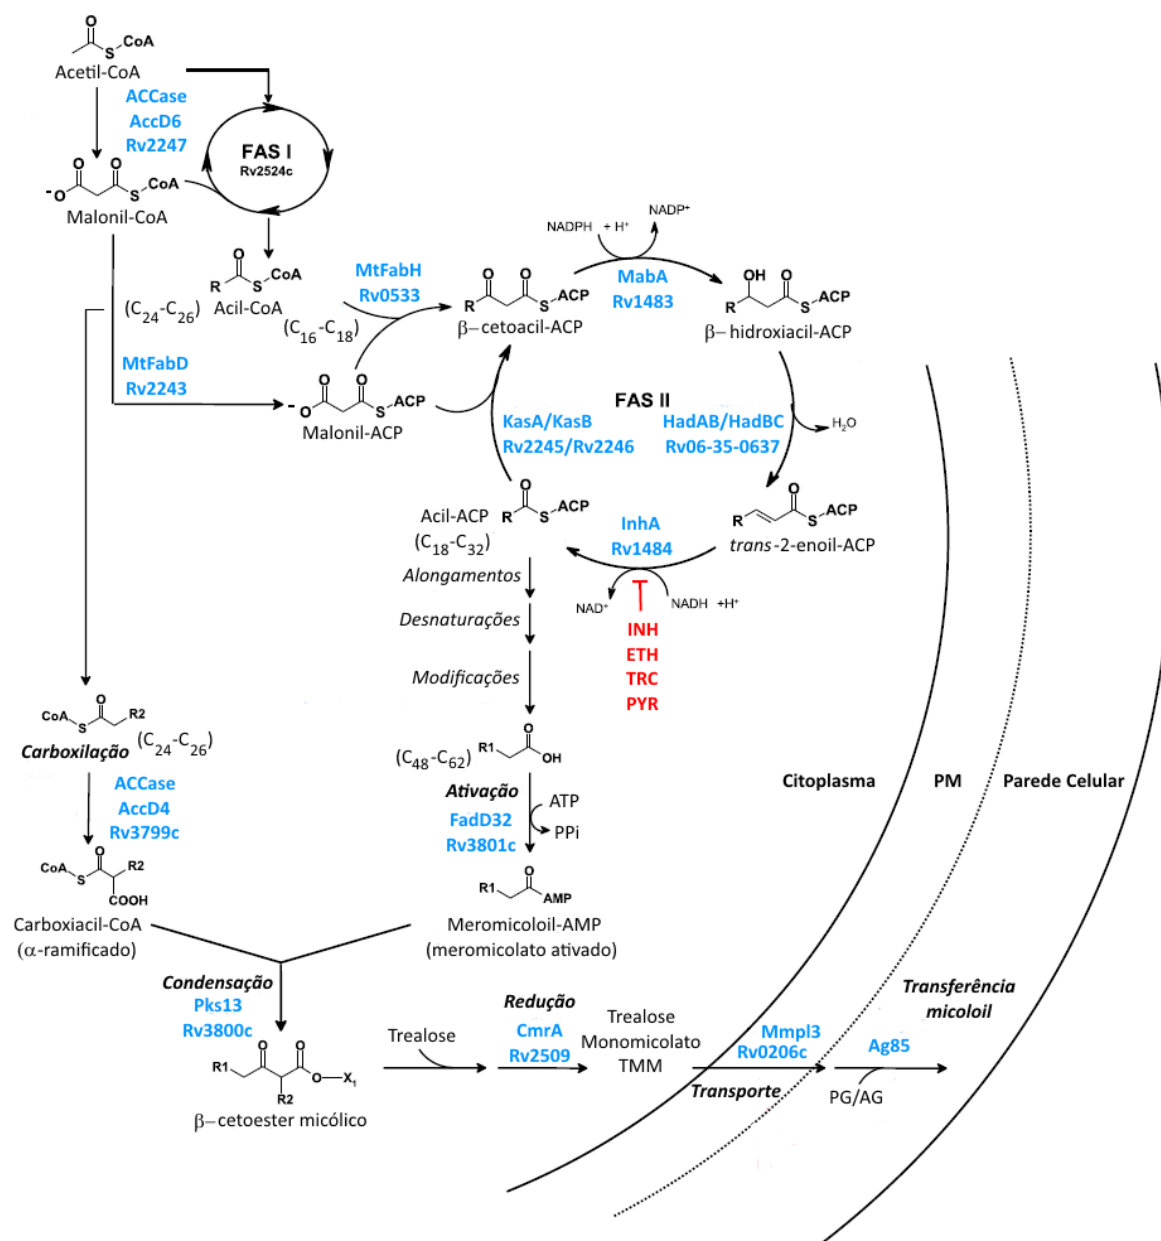 O
S
CoA
Acetil-CoA
ACCase
AccD6
Rv2247
FAS I
Rv2524c
O O
-O S CoA
Malonil-CoA
O
R S CoA
Acil-CoA
(C24-C26)
MtFabH
Rv0533
(C16-C18)
MtFabD
Rv2243
O O
-O S ACP
Malonil-ACP
O O
R S ACP
β-cetoacil-ACP
NADPH + H+
NADP+
MabA
Rv1483
OH O
R S ACP
β-hidroxiacil-ACP
FAS II
KasA/KasB
Rv2245/Rv2246
HadAB/HadBC
Rv06-35-0637
H2O
O
R S ACP
Acil-ACP
(C18-C32)
InhA
Rv1484
O
R S ACP
trans-2-enoil-ACP
NAD+
NADH +H+
INH
ETH
TRC
PYR
Alongamentos
Desnaturações
Modificações
O
CoA S R2
Carboxilação
(C24-C26)
ACCase
AccD4
Rv3799c
O
CoA S R2
COOH
Carboxiacil-CoA
(α-ramificado)
O
R1 OH
(C48-C62)
Ativação
FadD32
Rv3801c
ATP
PPi
O
R1 AMP
Meromicoloil-AMP
(meromicolato ativado)
Citoplasma
PM
Parede Celular
Condensação
Pks13
Rv3800c
O O
R1 O X1
R2
β-cetoester micólico
Trealose
Redução
CmrA
Rv2509
Trealose
Monomicolato
TMM
Mmpl3
Rv0206c
Transporte
Transferência
micoloil
Ag85
PG/AG